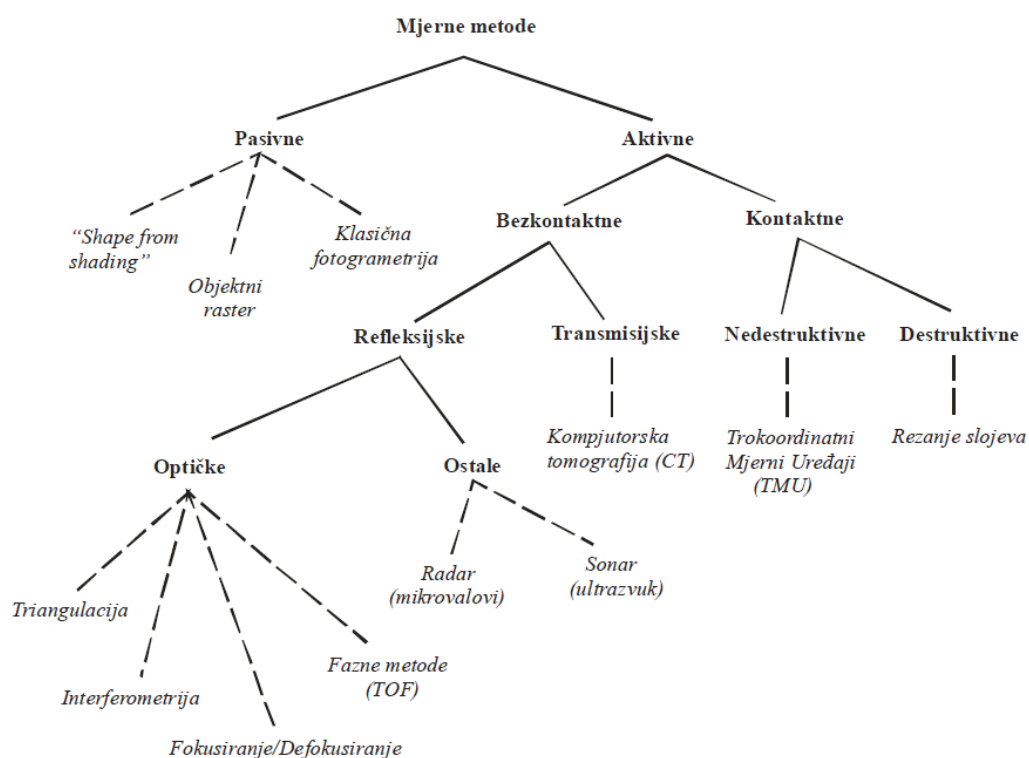 Mjerne metode
Pasivne
Aktivne
Bezkontaktne
Kontaktne
“Shape from
shading”
Objektni
raster
Klasična
fotogrametrija
Refleksijske
Transmisijske
Nedestruktivne
Destruktivne
Kompjutorska
tomografija (CT)
Trokoordinatni
Mjerni Uređaji
(TMU)
Rezanje slojeva
Optičke
Ostale
Radar
(mikrovalovi)
Sonar
(ultrazvuk)
Triangulacija
Interferometrija
Fokusiranje/Defokusiranje
Fazne metode
(TOF)